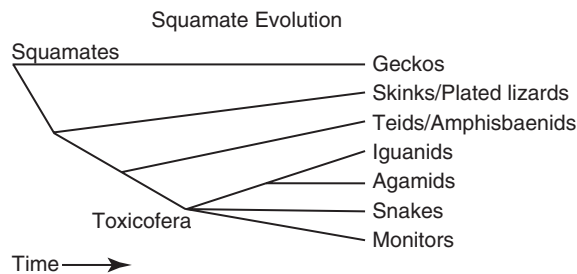 Squamate Evolution
Squamates
Geckos
Skinks/Plated lizards
Teids/Amphisbaenids
Iguanids
Agamids
Snakes
Monitors
Toxicofera
Time